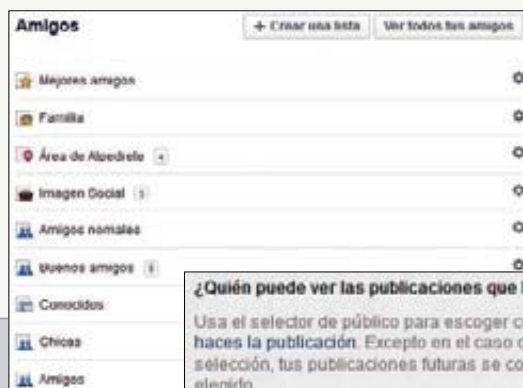 Amigos
+ Crear una lista
Ver todos tus amigos
Mejores amigos
Familia
Área de Alpedrete 4
Imagen Social 3
Amigos nomales
Buenos amigos
Conocidos
Chicas
Amigos
¿Quién puede ver las publicaciones que
Usa el selector de público para escoger
haces la publicación. Excepto en el caso
selección, tus publicaciones futuras se
elegido.